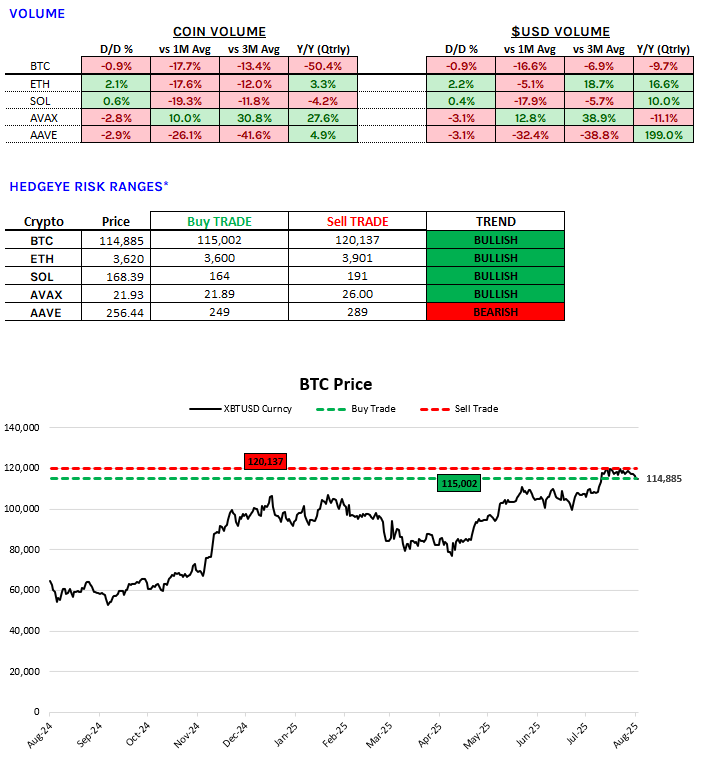 VOLUME
COIN VOLUME $USD VOLUME
D/D % vs 1M Avg vs 3M Avg Y/Y (Qtrly) D/D % vs 1M Avg vs 3M Avg Y/Y (Qtrly)
BTC -0.9% -17.7% -13.4% -50.4% -0.9% -16.6% -6.9% -9.7%
ETH 2.1% -17.6% -12.0% 3.3% 2.2% -5.1% 18.7% 16.6%
SOL 0.6% -19.3% -11.8% -4.2% 0.4% -17.9% -5.7% 10.0%
AVAX -2.8% 10.0% 30.8% 27.6% -3.1% 12.8% 38.9% -11.1%
AAVE -2.9% -26.1% -41.6% 4.9% -3.1% -32.4% -38.8% 199.0%
HEDGEYE RISK RANGES*
Crypto Price Buy TRADE Sell TRADE TREND
BTC 114,885 115,002 120,137 BULLISH
ETH 3,620 3,600 3,901 BULLISH
SOL 168.39 164 191 BULLISH
AVAX 21.93 21.89 26.00 BULLISH
AAVE 256.44 249 289 BEARISH
BTC Price
XBTUSD Curncy Buy Trade Sell Trade
140,000
120,000
100,000
80,000
60,000
40,000
20,000
0
120,137
115,002
114,885
Aug-24 Sep-24 Oct-24 Nov-24 Dec-24 Jan-25 Feb-25 Mar-25 Apr-25 May-25 Jun-25 Jul-25 Aug-25